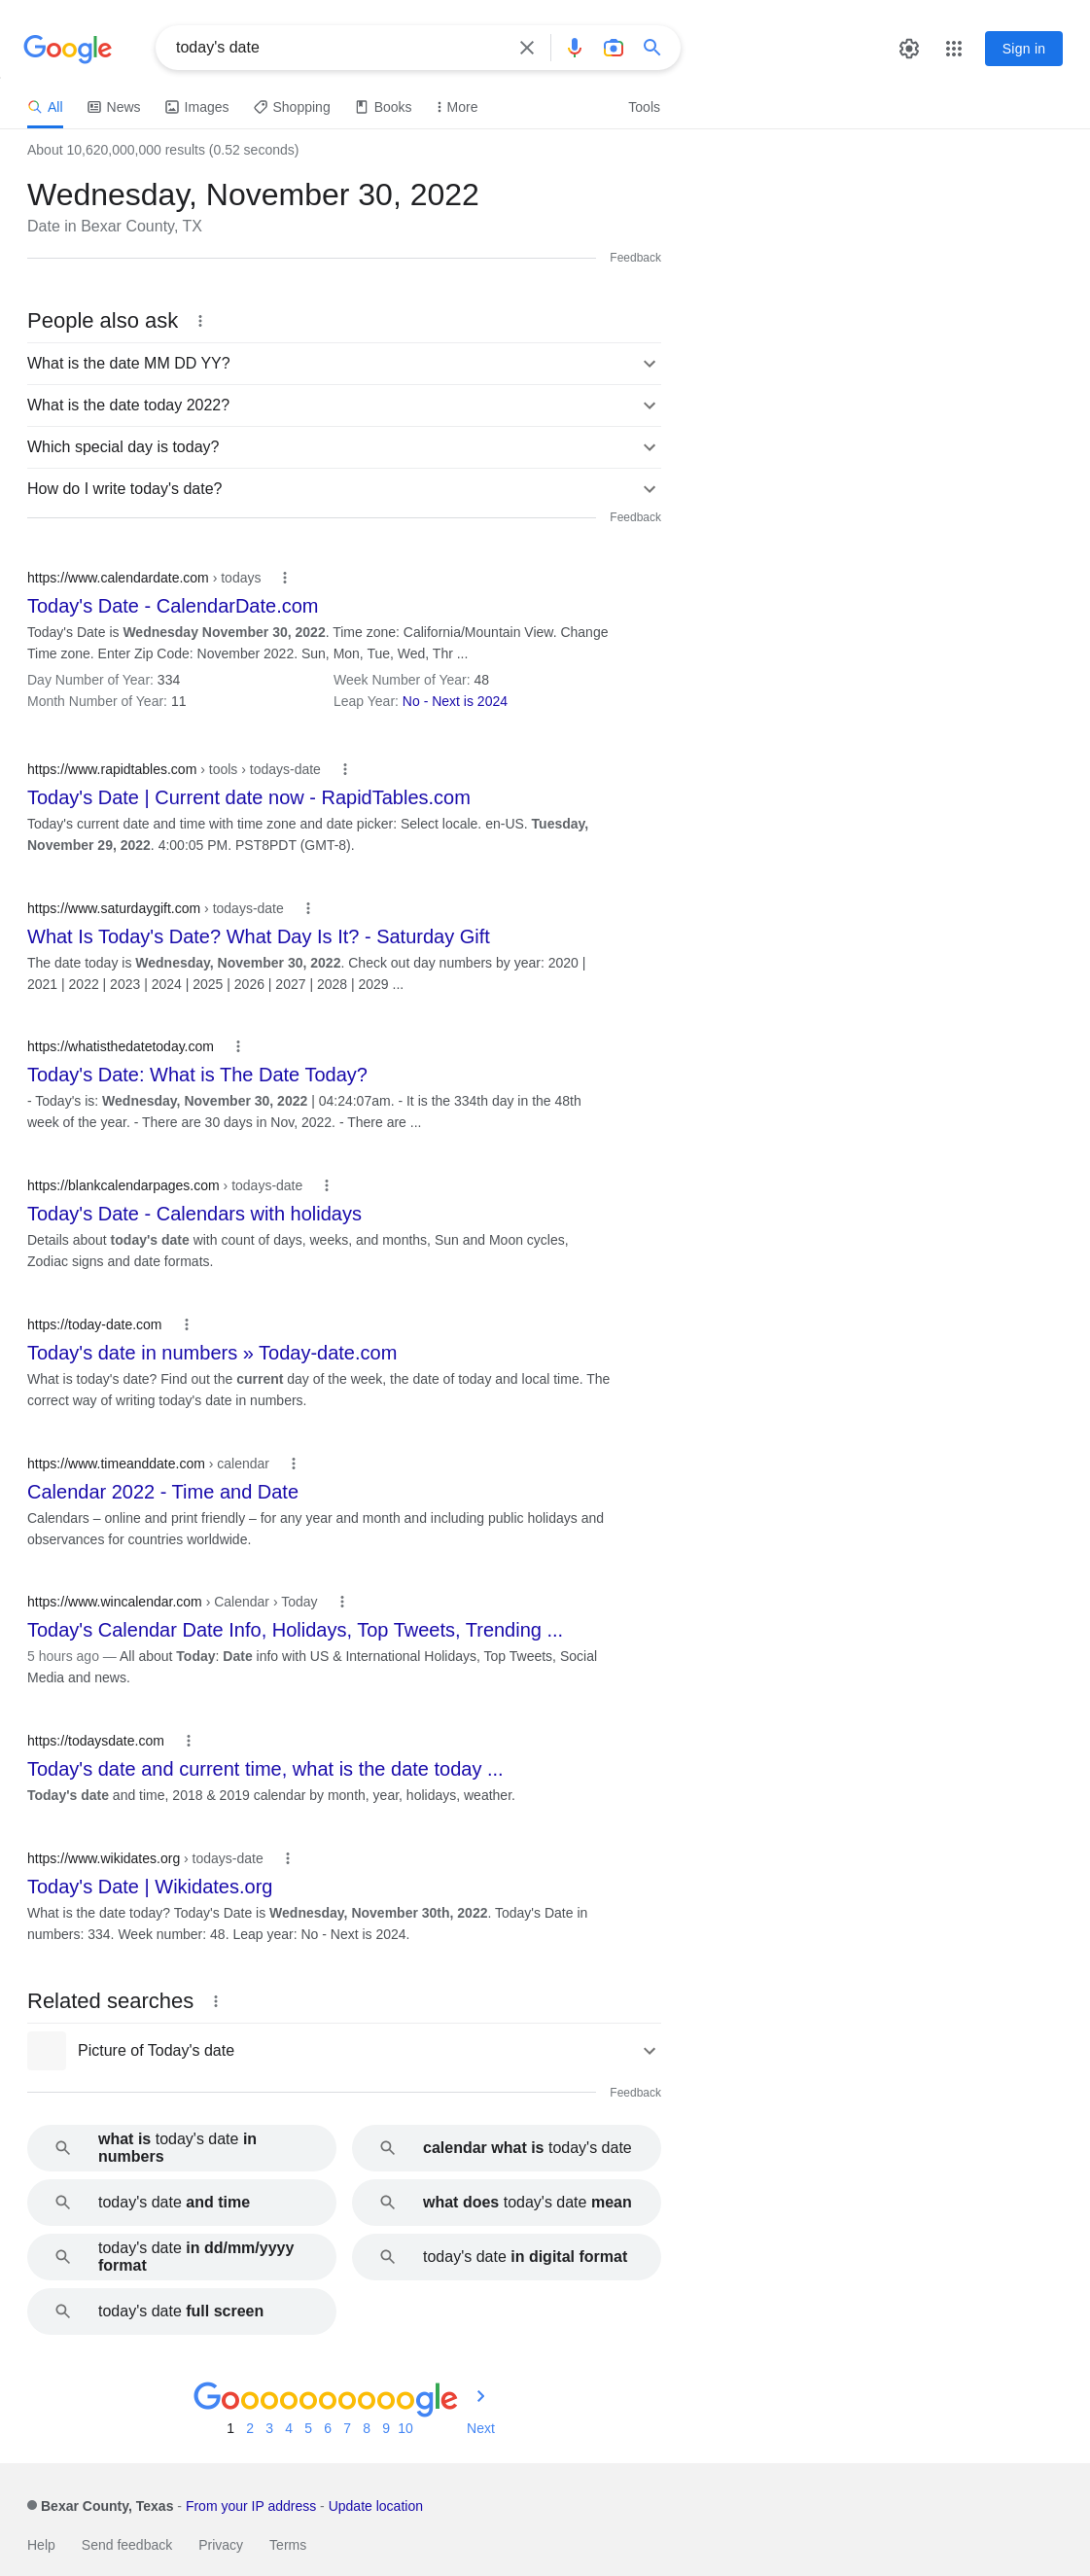 Google
today's date
Sign in
All
News
Images
Shopping
Books
More
Tools
About 10,620,000,000 results (0.52 seconds)
Wednesday, November 30, 2022
Date in Bexar County, TX
Feedback
People also ask
What is the date MM DD YY?
What is the date today 2022?
Which special day is today?
How do I write today's date?
Feedback
https://www.calendardate.com › todays
Today's Date - CalendarDate.com
Today's Date is Wednesday November 30, 2022. Time zone: California/Mountain View. Change
Time zone. Enter Zip Code: November 2022. Sun, Mon, Tue, Wed, Thr ...
Day Number of Year: 334
Week Number of Year: 48
Month Number of Year: 11
Leap Year: No - Next is 2024
https://www.rapidtables.com › tools › todays-date
Today's Date | Current date now - RapidTables.com
Today's current date and time with time zone and date picker: Select locale. en-US. Tuesday,
November 29, 2022. 4:00:05 PM. PST8PDT (GMT-8).
https://www.saturdaygift.com › todays-date
What Is Today's Date? What Day Is It? - Saturday Gift
The date today is Wednesday, November 30, 2022. Check out day numbers by year: 2020 |
2021 | 2022 | 2023 | 2024 | 2025 | 2026 | 2027 | 2028 | 2029 ...
https://whatisthedatetoday.com
Today's Date: What is The Date Today?
- Today's is: Wednesday, November 30, 2022 | 04:24:07am. - It is the 334th day in the 48th
week of the year. - There are 30 days in Nov, 2022. - There are ...
https://blankcalendarpages.com › todays-date
Today's Date - Calendars with holidays
Details about today's date with count of days, weeks, and months, Sun and Moon cycles,
Zodiac signs and date formats.
https://today-date.com
Today's date in numbers » Today-date.com
What is today's date? Find out the current day of the week, the date of today and local time. The
correct way of writing today's date in numbers.
https://www.timeanddate.com › calendar
Calendar 2022 - Time and Date
Calendars – online and print friendly – for any year and month and including public holidays and
observances for countries worldwide.
https://www.wincalendar.com › Calendar › Today
Today's Calendar Date Info, Holidays, Top Tweets, Trending ...
5 hours ago — All about Today: Date info with US & International Holidays, Top Tweets, Social
Media and news.
https://todaysdate.com
Today's date and current time, what is the date today ...
Today's date and time, 2018 & 2019 calendar by month, year, holidays, weather.
https://www.wikidates.org › todays-date
Today's Date | Wikidates.org
What is the date today? Today's Date is Wednesday, November 30th, 2022. Today's Date in
numbers: 334. Week number: 48. Leap year: No - Next is 2024.
Related searches
Picture of Today's date
Feedback
what is today's date in
numbers
calendar what is today's date
today's date and time
what does today's date mean
today's date in dd/mm/yyyy
format
today's date in digital format
today's date full screen
Goooooooooogle
1 2 3 4 5 6 7 8 9 10 Next
Bexar County, Texas - From your IP address - Update location
Help Send feedback Privacy Terms